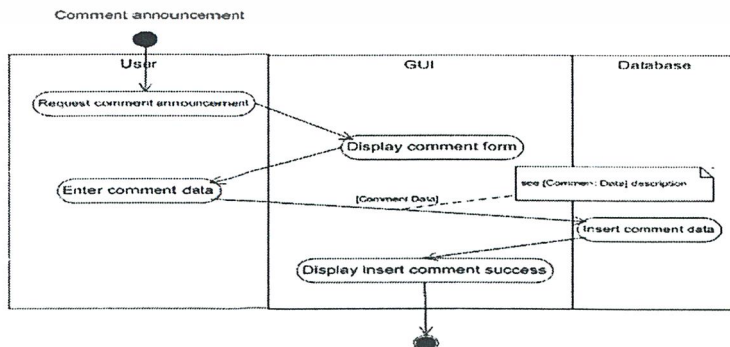 Comment announcement
User
GUI
Database
Request comment announcement
Display comment form
Enter comment data
[Comment Data]
see [Comment Data] description
Insert comment data
Display Insert comment success